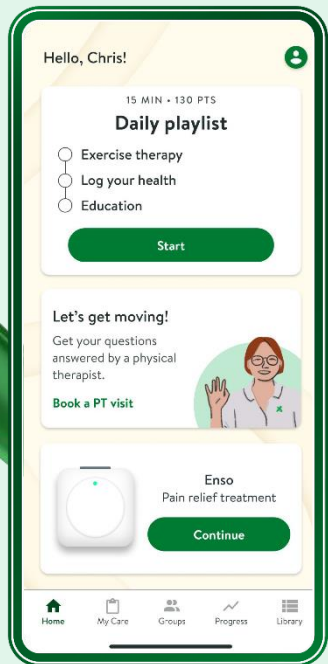 Hello, Chris!
15 MIN • 130 PTS
Daily playlist
Exercise therapy
Log your health
Education
Start
Let's get moving!
Get your questions
answered by a physical
therapist.
Book a PT visit
Enso
Pain relief treatment
Continue
Home
My Care
Groups
Progress
Library